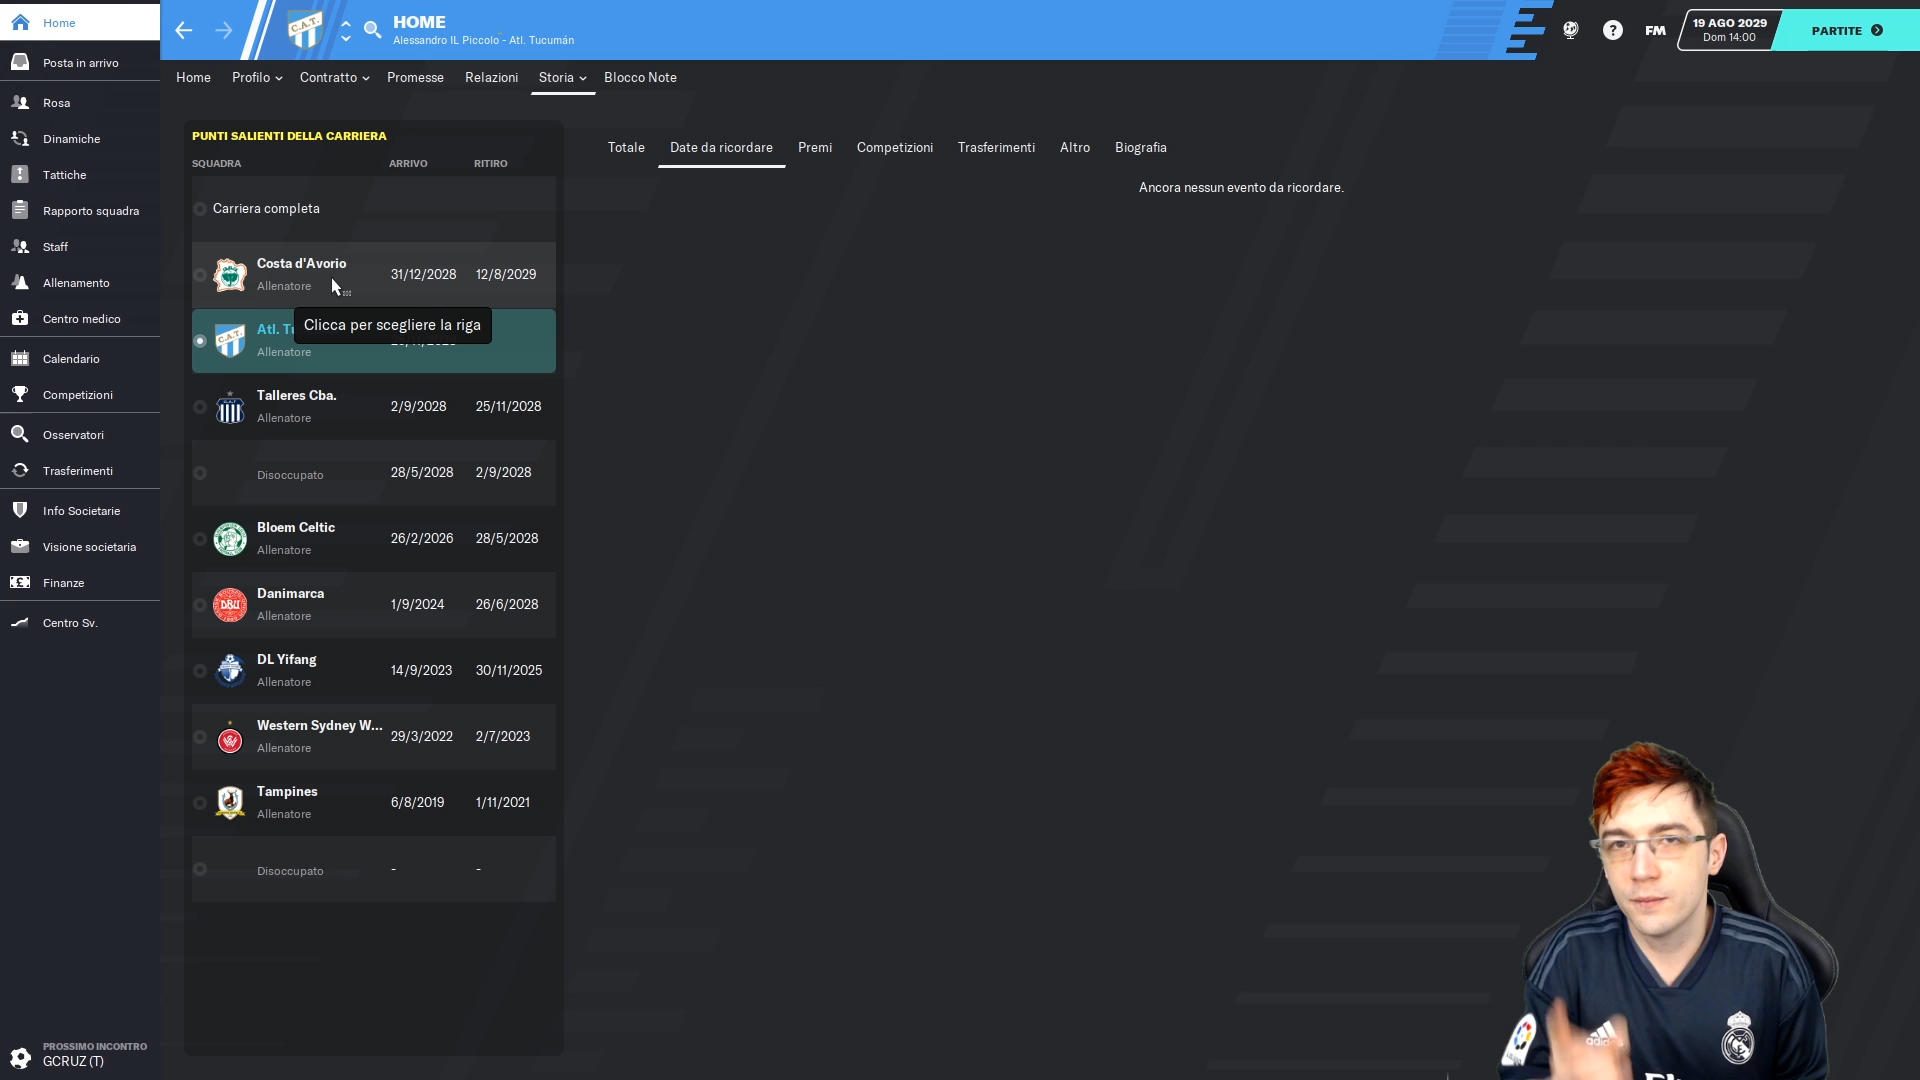 Home
Posta in arrivo
Rosa
Dinamiche
Tattiche
Rapporto squadra
Staff
Allenamento
Centro medico
Calendario
Competizioni
Osservatori
Trasferimenti
Info Societarie
Visione societaria
Finanze
Centro Sv.
PROSSIMO INCONTRO
GCRUZ (T)
C.A.T.
HOME
Alessandro IL Piccolo - Atl. Tucumán
FM
19 AGO 2029
Dom 14:00
PARTITE
Home Profilo Contratto Promesse Relazioni Storia Blocco Note
PUNTI SALIENTI DELLA CARRIERA
SQUADRA ARRIVO RITIRO
Carriera completa
Costa d'Avorio
Allenatore
31/12/2028 12/8/2029
Clicca per scegliere la riga
C.A.T.
Atl.
Allenatore
Talleres Cba.
Allenatore
2/9/2028 25/11/2028
Disoccupato 28/5/2028 2/9/2028
Bloem Celtic
Allenatore
26/2/2026 28/5/2028
DBU
Danimarca
Allenatore
1/9/2024 26/6/2028
DL Yifang
Allenatore
14/9/2023 30/11/2025
Western Sydney W...
Allenatore
29/3/2022 2/7/2023
Tampines
Allenatore
6/8/2019 1/11/2021
Disoccupato - -
Totale Date da ricordare Premi Competizioni Trasferimenti Altro Biografia
Ancora nessun evento da ricordare.
adidas